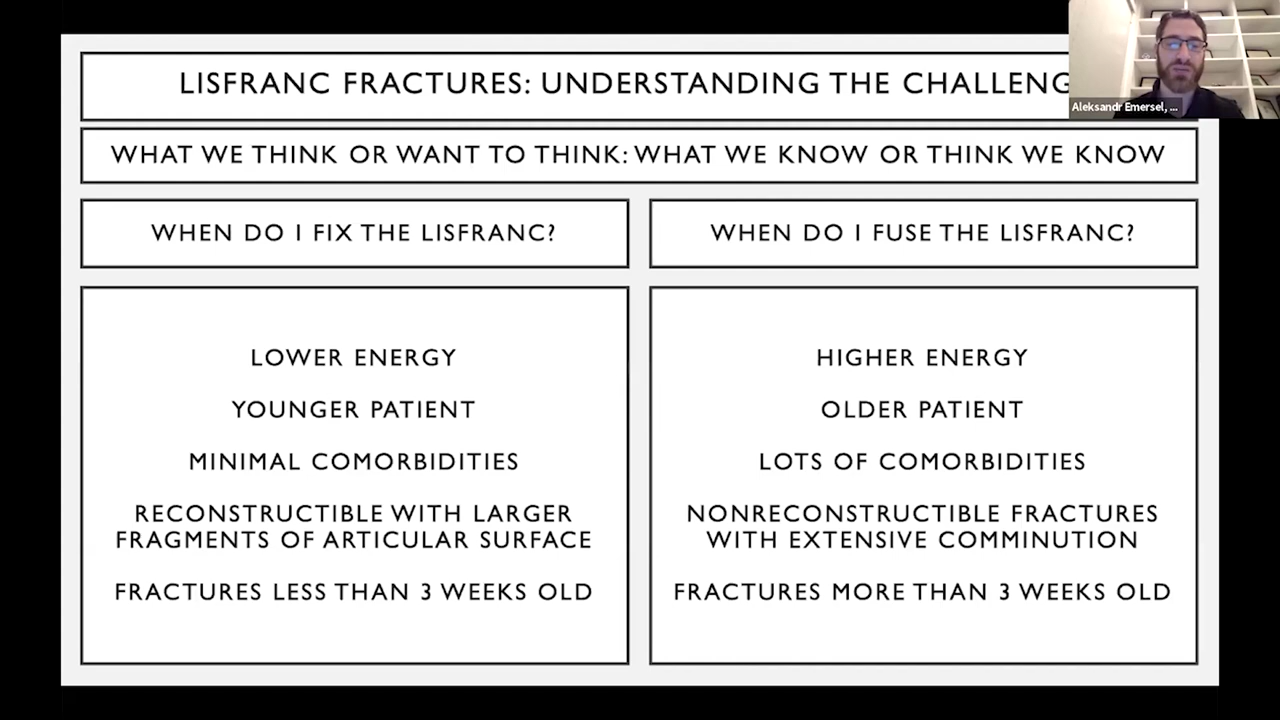 LISFRANC FRACTURES: UNDERSTANDING THE CHALLENG
Aleksandr Emersel, ...
WHAT WE THINK OR WANT TO THINK: WHAT WE KNOW OR THINK WE KNOW
WHEN DO I FIX THE LISFRANC?
WHEN DO I FUSE THE LISFRANC?
LOWER ENERGY
YOUNGER PATIENT
MINIMAL COMORBIDITIES
RECONSTRUCTIBLE WITH LARGER
FRAGMENTS OF ARTICULAR SURFACE
FRACTURES LESS THAN 3 WEEKS OLD
HIGHER ENERGY
OLDER PATIENT
LOTS OF COMORBIDITIES
NONRECONSTRUCTIBLE FRACTURES
WITH EXTENSIVE COMMINUTION
FRACTURES MORE THAN 3 WEEKS OLD